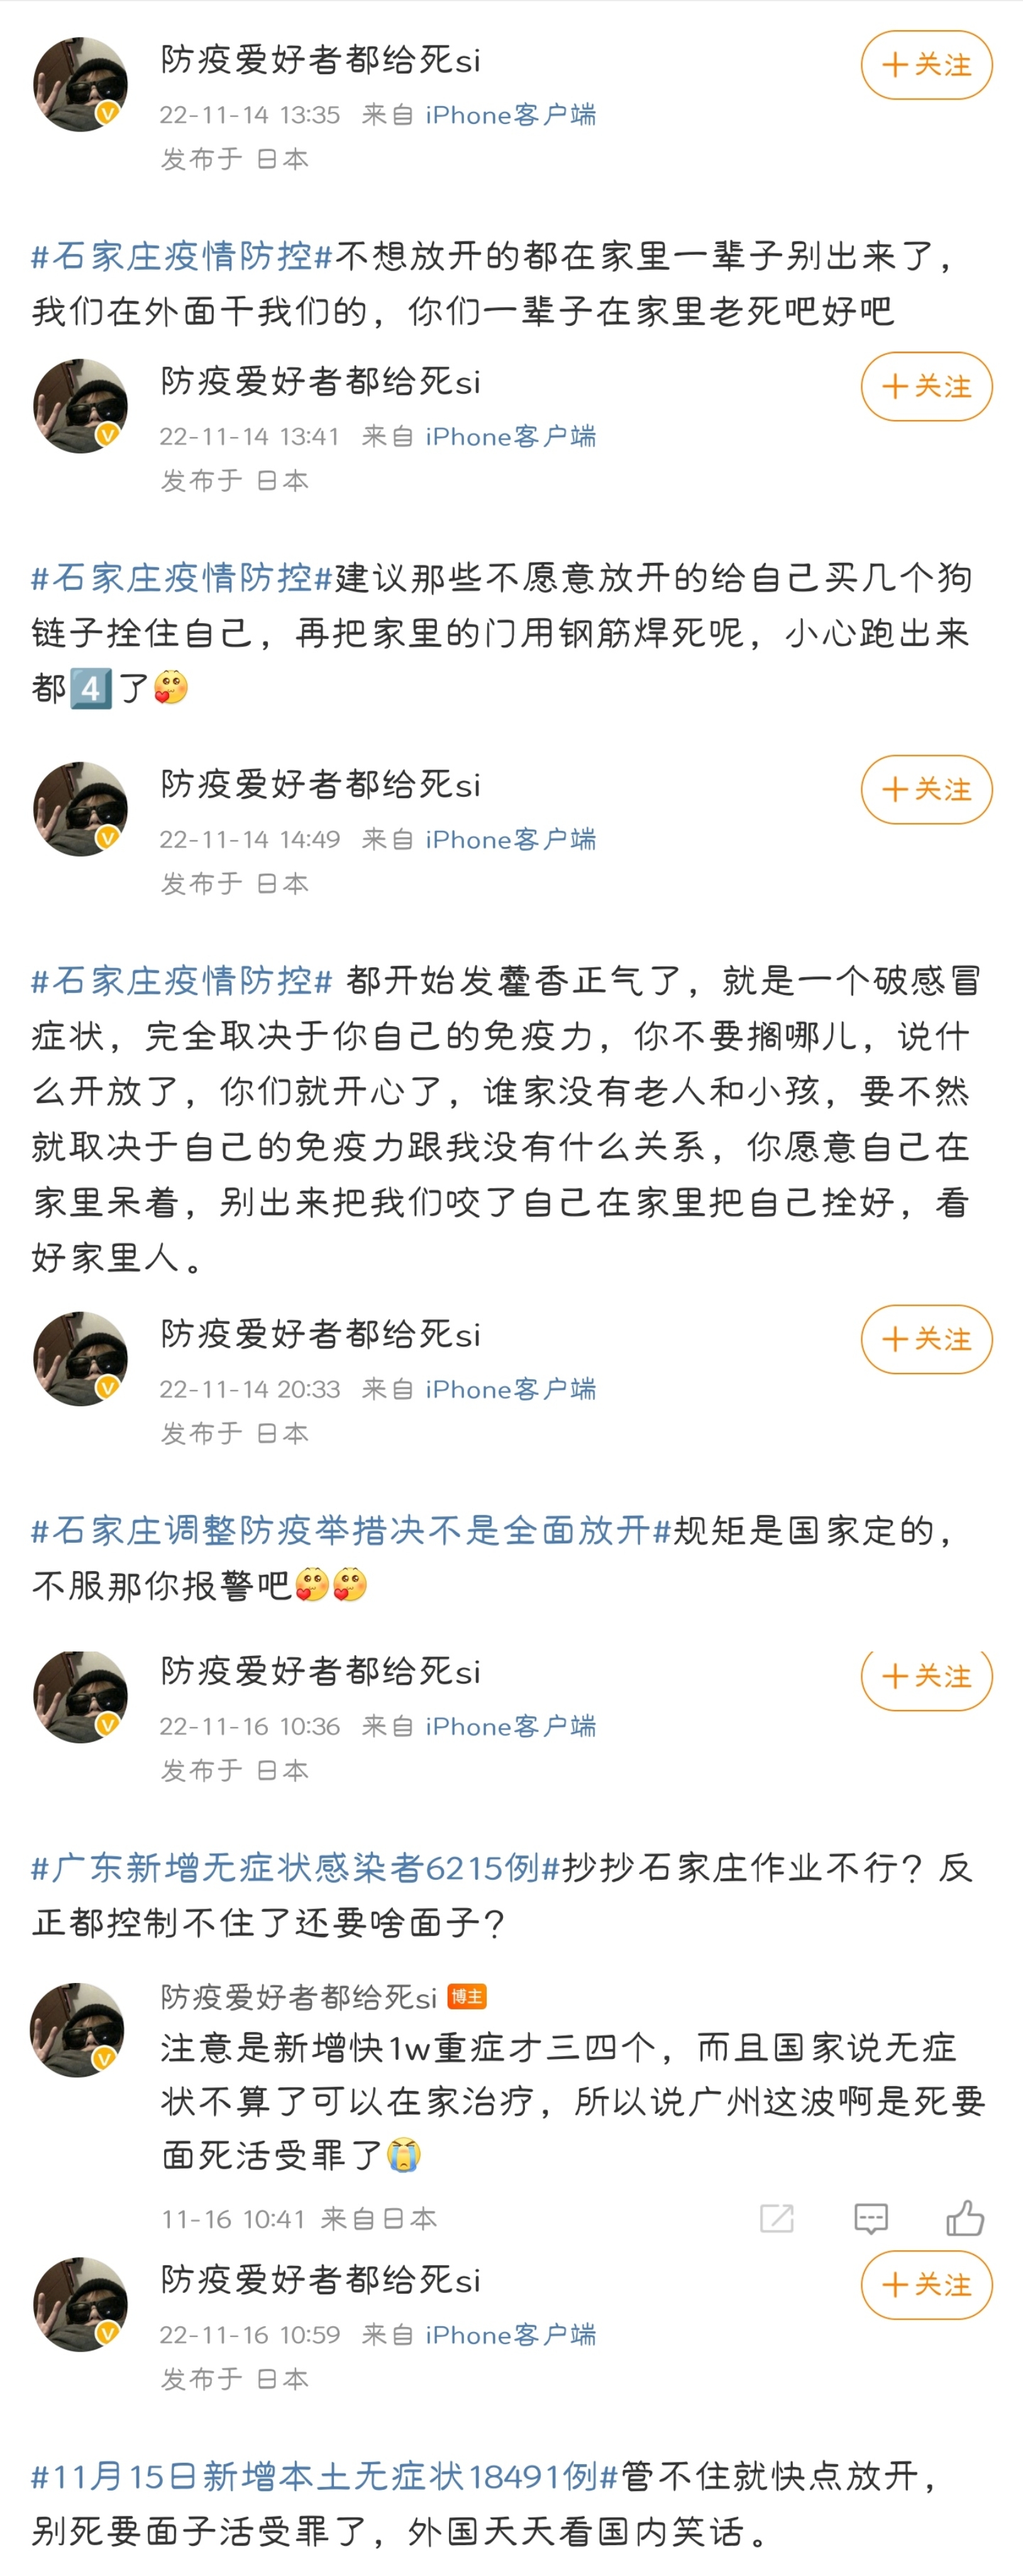 防疫爱好者都给死si
十关注
22-11-14 13:35 来自 iPhone客户端
发布于 日本
#石家庄疫情防控#不想放开的都在家里一辈子别出来了，
我们在外面干我们的，你们一辈子在家里老死吧好吧
防疫爱好者都给死si
十关注
22-11-14 13:41 来自 iPhone客户端
发布于 日本
#石家庄疫情防控#建议那些不愿意放开的给自己买几个狗
链子拴住自己，再把家里的门用钢筋焊死呢，小心跑出来
都4️⃣了🥰
防疫爱好者都给死si
十关注
22-11-14 14:49 来自 iPhone客户端
发布于 日本
#石家庄疫情防控# 都开始发藿香正气了，就是一个破感冒
症状，完全取决于你自己的免疫力，你不要搁哪儿，说什
么开放了，你们就开心了，谁家没有老人和小孩，要不然
就取决于自己的免疫力跟我没有什么关系，你愿意自己在
家里呆着，别出来把我们咬了自己在家里把自己拴好，看
好家里人。
防疫爱好者都给死si
十关注
22-11-14 20:33 来自 iPhone客户端
发布于 日本
#石家庄调整防疫举措决不是全面放开#规矩是国家定的，
不服那你报警吧🥰🥰
防疫爱好者都给死si
十关注
22-11-16 10:36 来自 iPhone客户端
发布于 日本
#广东新增无症状感染者6215例#抄抄石家庄作业不行？反
正都控制不住了还要啥面子？
防疫爱好者都给死si 博主
注意是新增快1w重症才三四个，而且国家说无症
状不算了可以在家治疗，所以说广州这波啊是死要
面死活受罪了😭
11-16 10:41 来自日本
防疫爱好者都给死si
十关注
22-11-16 10:59 来自 iPhone客户端
发布于 日本
#11月15日新增本土无症状18491例#管不住就快点放开，
别死要面子活受罪了，外国天天看国内笑话。